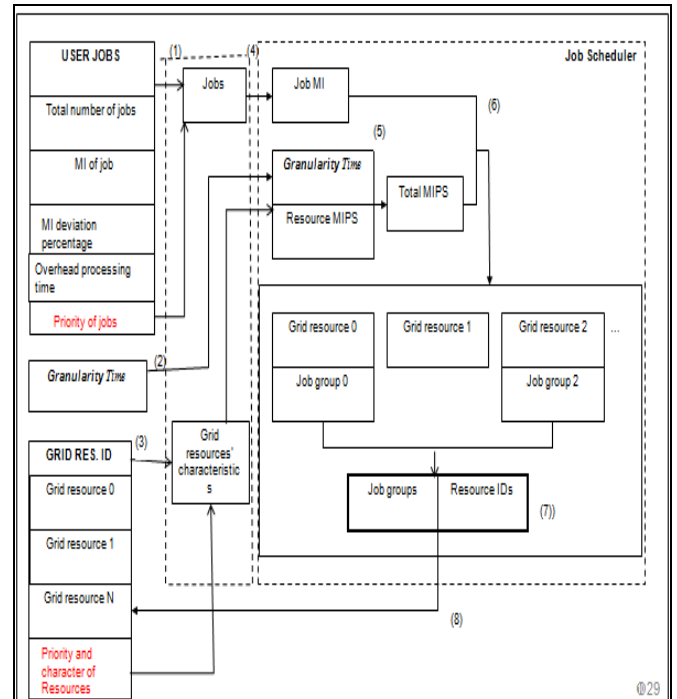 USER JOBS
Total number of jobs
MI of job
MI deviation
percentage
Overhead processing
time
Priority of jobs
(1)
(4)
Jobs
Job Scheduler
Job MI
(6)
(5)
Granularity Time
Resource MIPS
Total MIPS
(2)
Granularity Time
Grid resource 0
Job group 0
Grid resource 1
Grid resource 2
...
Job group 2
(3)
GRID RES. ID
Grid resource 0
Grid resource 1
Grid resource N
Priority and
character of
Resources
Grid
resources'
characteristic
s
Job groups
Resource IDs
(7))
(8)
29